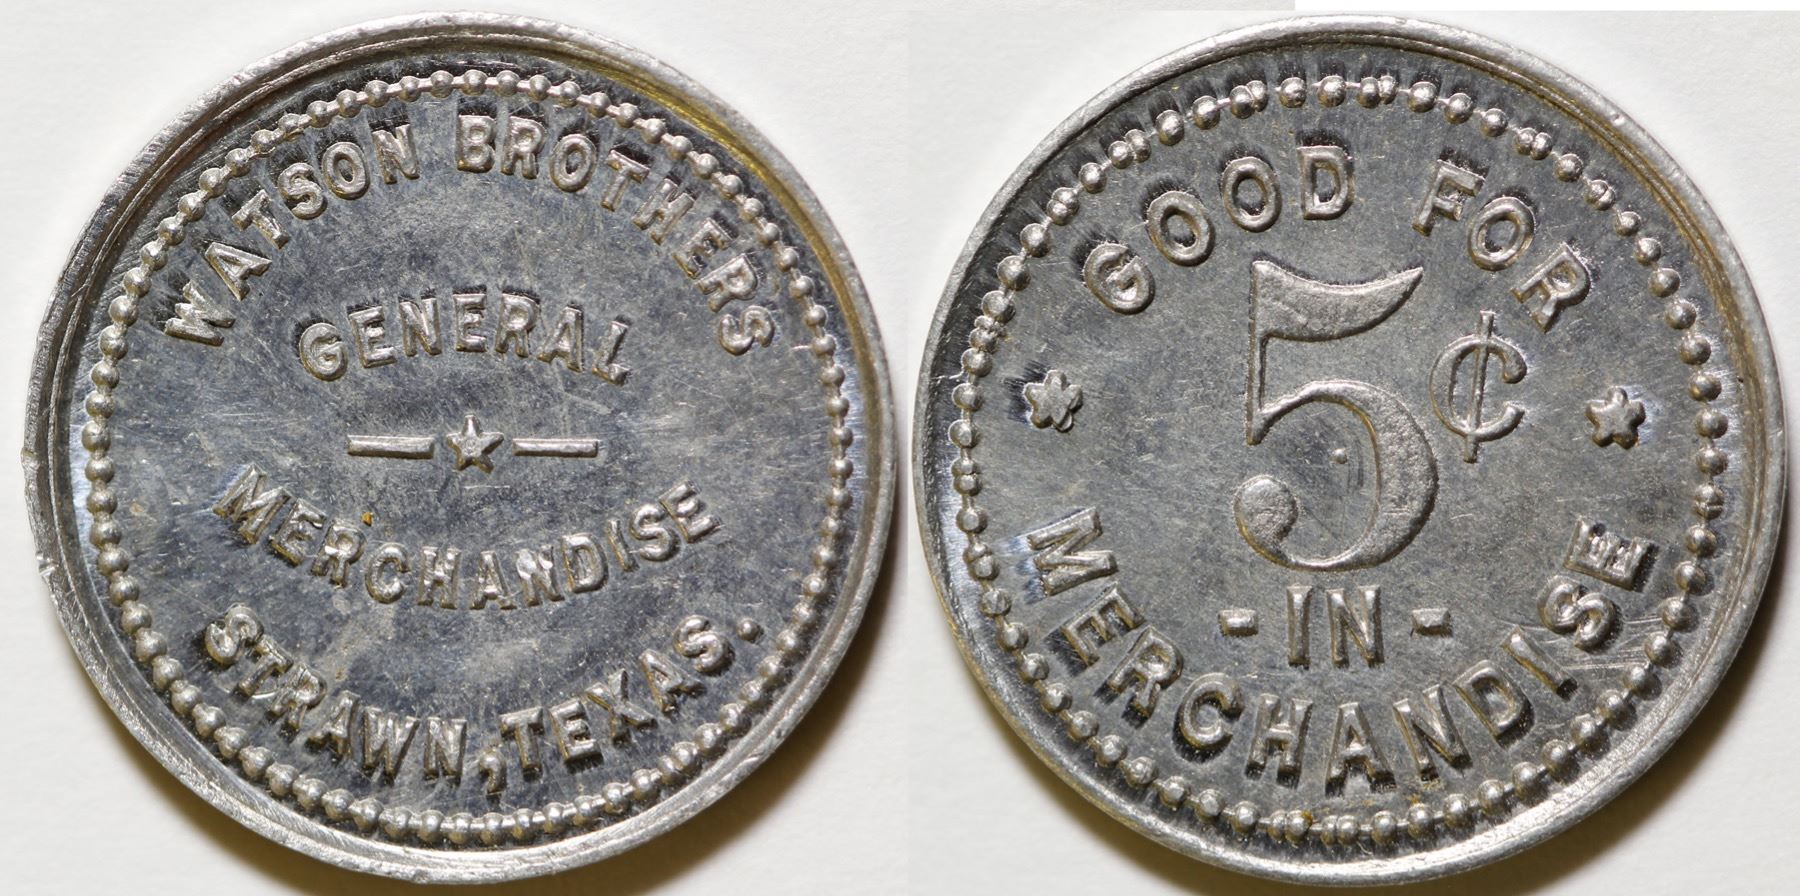 WATSON BROTHERS
GENERAL
MERCHANDISE
STRAWN, TEXAS.
GOOD FOR
5¢
- IN -
MERCHANDISE